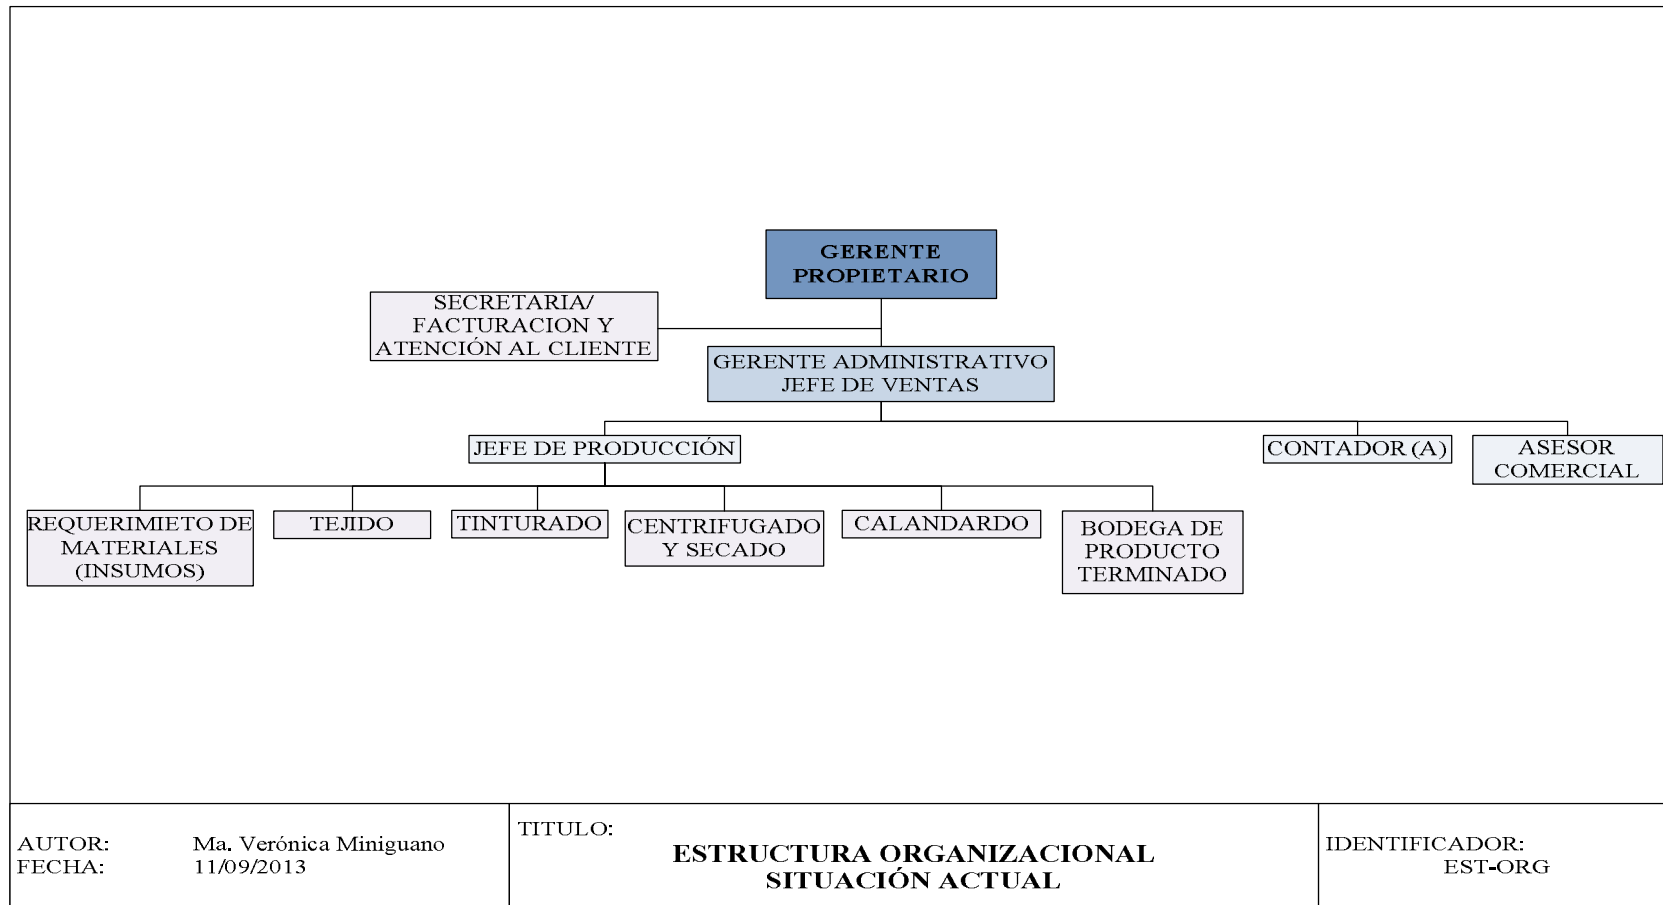 GERENTE
PROPIETARIO
SECRETARIA/
FACTURACION Y
ATENCIÓN AL CLIENTE
GERENTE ADMINISTRATIVO
JEFE DE VENTAS
JEFE DE PRODUCCIÓN
CONTADOR (A)
ASESOR
COMERCIAL
REQUERIMIETO DE
MATERIALES
(INSUMOS)
TEJIDO
TINTURADO
CENTRIFUGADO
Y SECADO
CALANDARDO
BODEGA DE
PRODUCTO
TERMINADO
AUTOR: Ma. Verónica Miniguano
FECHA: 11/09/2013
TITULO:
ESTRUCTURA ORGANIZACIONAL
SITUACIÓN ACTUAL
IDENTIFICADOR:
EST-ORG